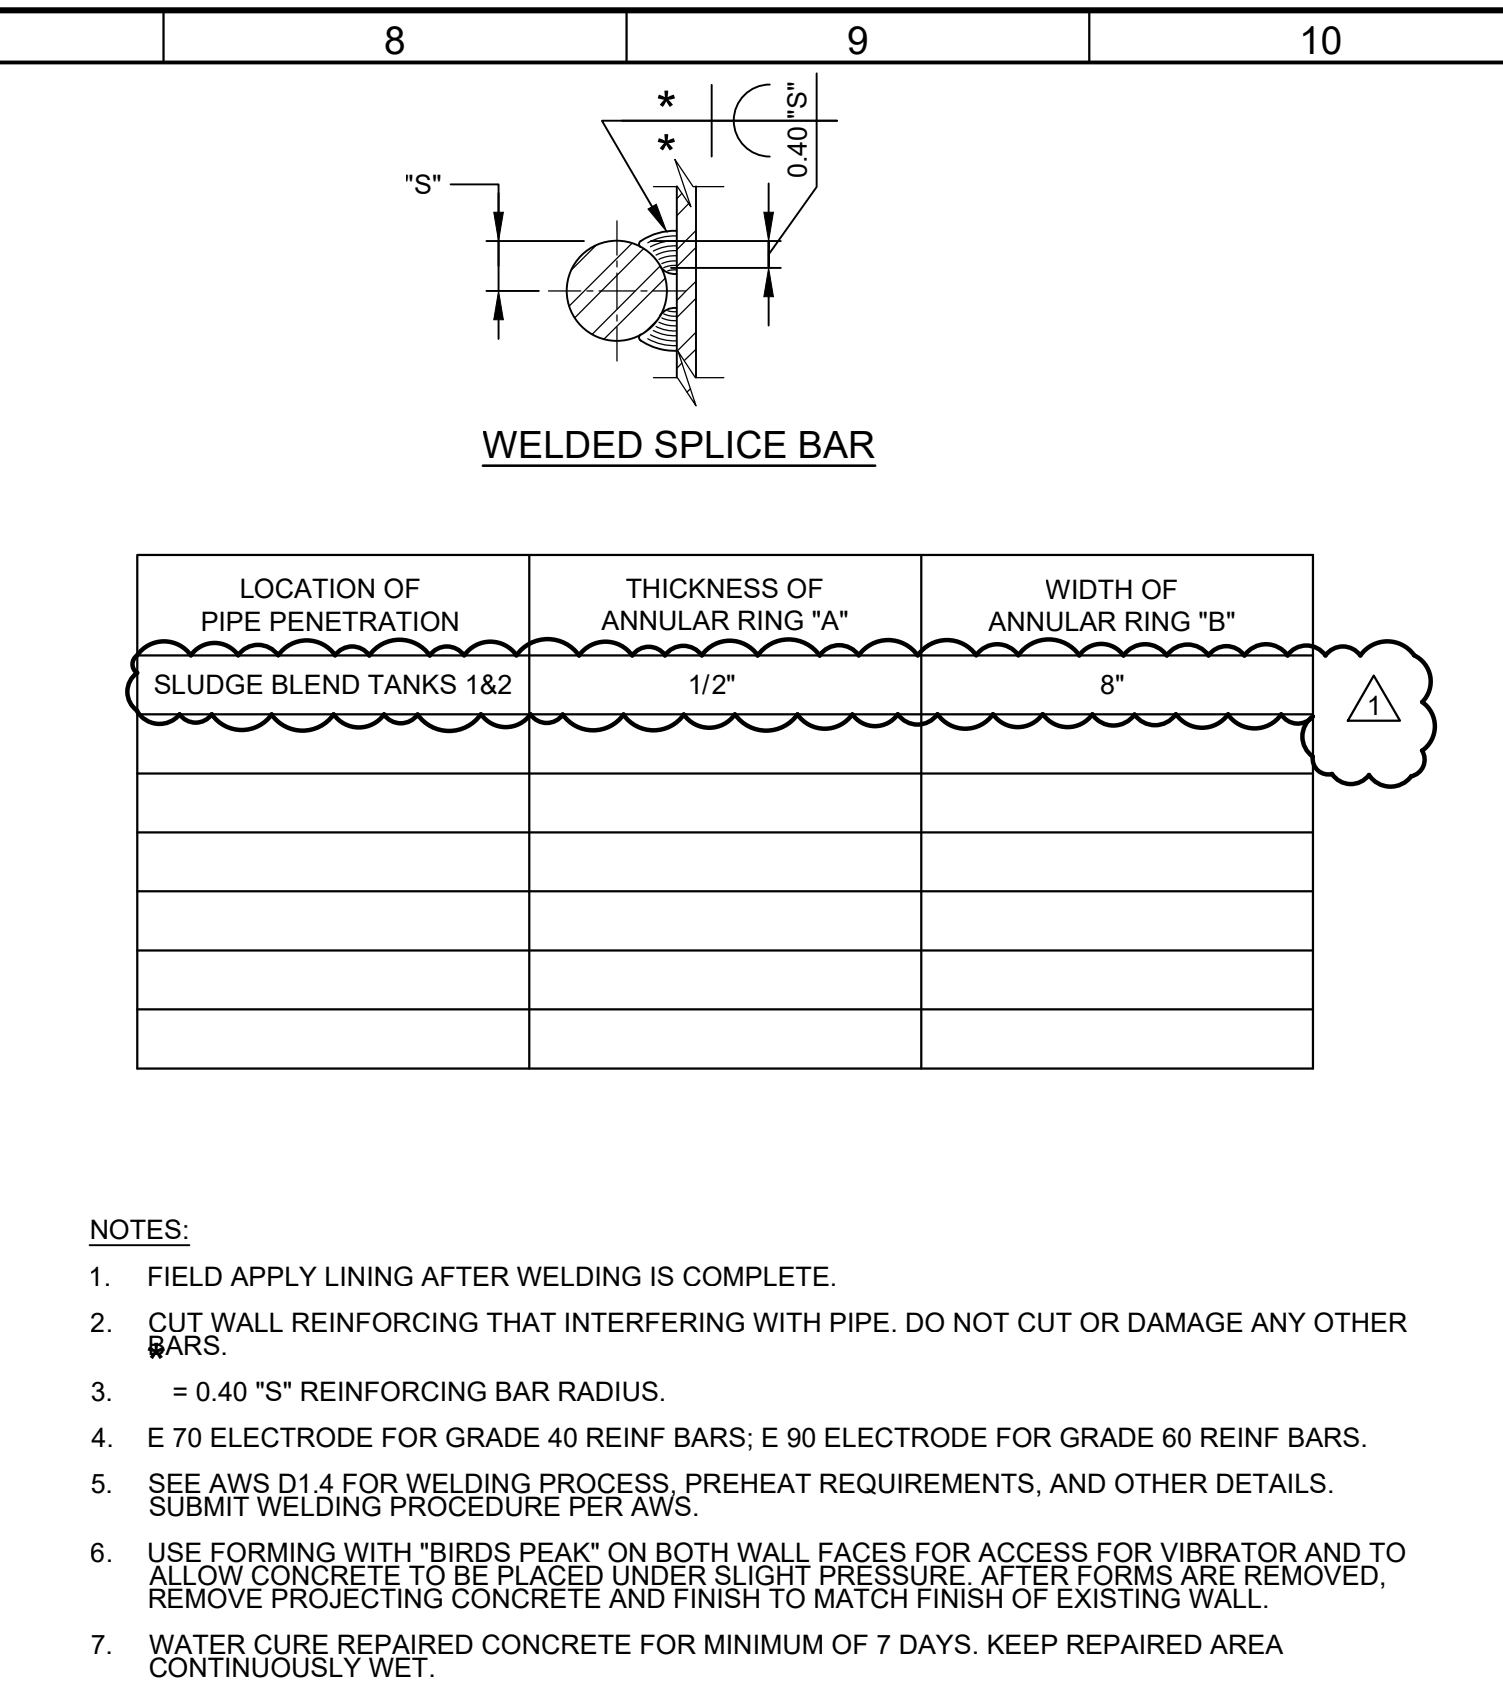 8 9 10
*
*
0.40 "S"
"S"
WELDED SPLICE BAR
LOCATION OF PIPE PENETRATION THICKNESS OF ANNULAR RING "A" WIDTH OF ANNULAR RING "B"
SLUDGE BLEND TANKS 1&2 1/2" 8"
1
NOTES:
1. FIELD APPLY LINING AFTER WELDING IS COMPLETE.
2. CUT WALL REINFORCING THAT INTERFERING WITH PIPE. DO NOT CUT OR DAMAGE ANY OTHER
BARS.
*
3. = 0.40 "S" REINFORCING BAR RADIUS.
4. E 70 ELECTRODE FOR GRADE 40 REINF BARS; E 90 ELECTRODE FOR GRADE 60 REINF BARS.
5. SEE AWS D1.4 FOR WELDING PROCESS, PREHEAT REQUIREMENTS, AND OTHER DETAILS.
SUBMIT WELDING PROCEDURE PER AWS.
6. USE FORMING WITH "BIRDS PEAK" ON BOTH WALL FACES FOR ACCESS FOR VIBRATOR AND TO
ALLOW CONCRETE TO BE PLACED UNDER SLIGHT PRESSURE. AFTER FORMS ARE REMOVED,
REMOVE PROJECTING CONCRETE AND FINISH TO MATCH FINISH OF EXISTING WALL.
7. WATER CURE REPAIRED CONCRETE FOR MINIMUM OF 7 DAYS. KEEP REPAIRED AREA
CONTINUOUSLY WET.